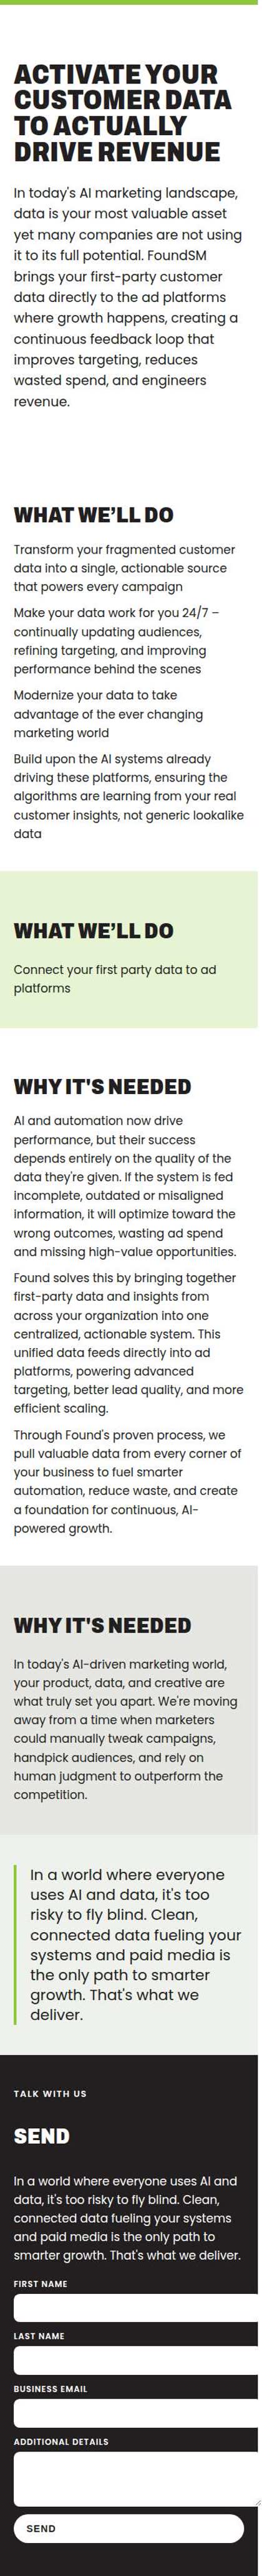 ACTIVATE YOUR
CUSTOMER DATA
TO ACTUALLY
DRIVE REVENUE
In today's AI marketing landscape,
data is your most valuable asset
yet many companies are not using
it to its full potential. FoundSM
brings your first-party customer
data directly to the ad platforms
where growth happens, creating a
continuous feedback loop that
improves targeting, reduces
wasted spend, and engineers
revenue.
WHAT WE’LL DO
Transform your fragmented customer
data into a single, actionable source
that powers every campaign
Make your data work for you 24/7 –
continually updating audiences,
refining targeting, and improving
performance behind the scenes
Modernize your data to take
advantage of the ever changing
marketing world
Build upon the AI systems already
driving these platforms, ensuring the
algorithms are learning from your real
customer insights, not generic lookalike
data
WHAT WE’LL DO
Connect your first party data to ad
platforms
WHY IT'S NEEDED
AI and automation now drive
performance, but their success
depends entirely on the quality of the
data they're given. If the system is fed
incomplete, outdated or misaligned
information, it will optimize toward the
wrong outcomes, wasting ad spend
and missing high-value opportunities.
Found solves this by bringing together
first-party data and insights from
across your organization into one
centralized, actionable system. This
unified data feeds directly into ad
platforms, powering advanced
targeting, better lead quality, and more
efficient scaling.
Through Found's proven process, we
pull valuable data from every corner of
your business to fuel smarter
automation, reduce waste, and create
a foundation for continuous, AI-
powered growth.
WHY IT'S NEEDED
In today's AI-driven marketing world,
your product, data, and creative are
what truly set you apart. We're moving
away from a time when marketers
could manually tweak campaigns,
handpick audiences, and rely on
human judgment to outperform the
competition.
In a world where everyone
uses AI and data, it's too
risky to fly blind. Clean,
connected data fueling your
systems and paid media is
the only path to smarter
growth. That's what we
deliver.
TALK WITH US
SEND
In a world where everyone uses AI and
data, it's too risky to fly blind. Clean,
connected data fueling your systems
and paid media is the only path to
smarter growth. That's what we deliver.
FIRST NAME
LAST NAME
BUSINESS EMAIL
ADDITIONAL DETAILS
SEND